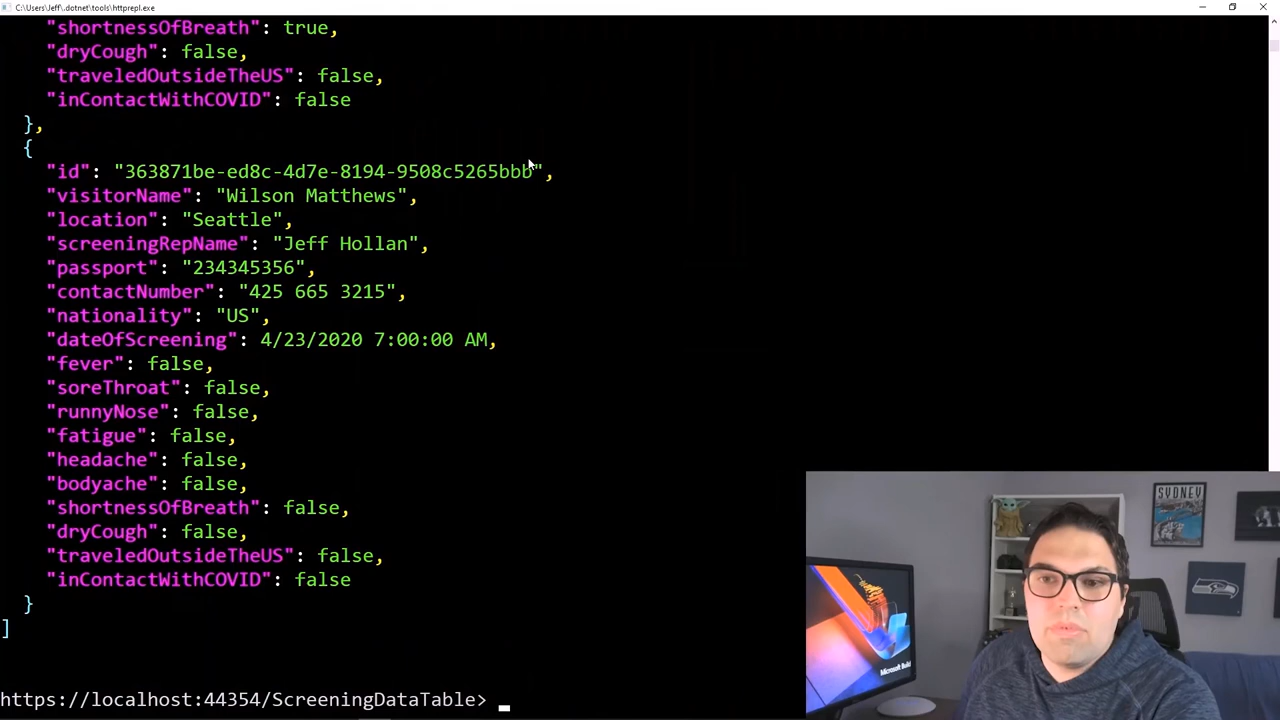 C:\Users\Jeff\.dotnet\tools\httprepl.exe
"shortnessOfBreath": true,
"dryCough": false,
"traveledOutsideTheUS": false,
"inContactWithCOVID": false
},
{
"id": "363871be-ed8c-4d7e-8194-9508c5265bbb",
"visitorName": "Wilson Matthews",
"location": "Seattle",
"screeningRepName": "Jeff Hollan",
"passport": "234345356",
"contactNumber": "425 665 3215",
"nationality": "US",
"dateOfScreening": 4/23/2020 7:00:00 AM,
"fever": false,
"soreThroat": false,
"runnyNose": false,
"fatigue": false,
"headache": false,
"bodyache": false,
"shortnessOfBreath": false,
"dryCough": false,
"traveledOutsideTheUS": false,
"inContactWithCOVID": false
}
]
https://localhost:44354/ScreeningDataTable>
SYDNEY
Microsoft Build